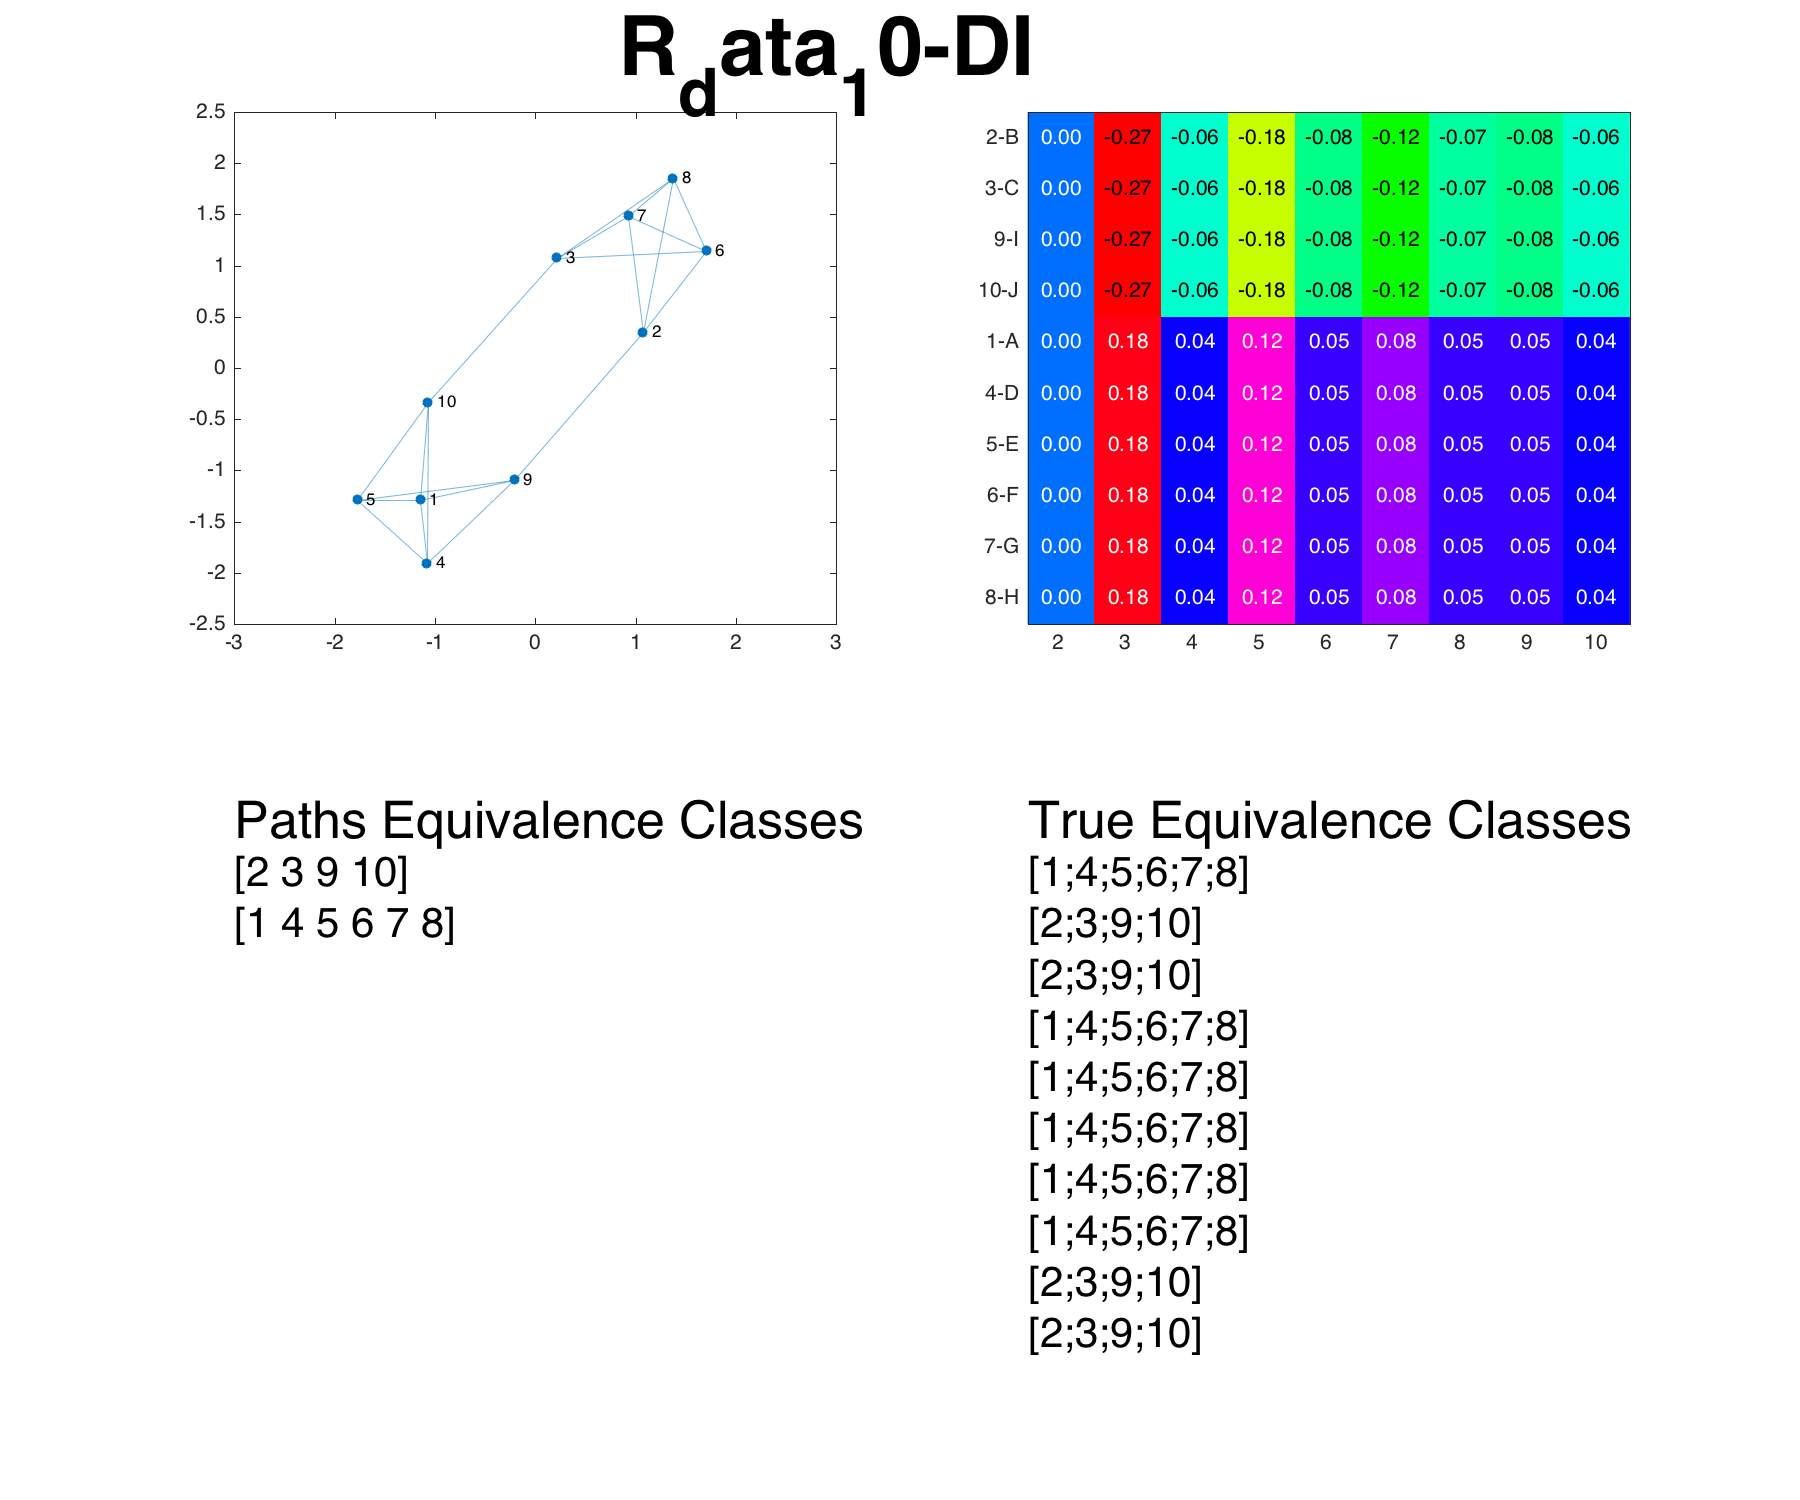 R_data_10-DI
2.5
2
1.5
1
0.5
0
-0.5
-1
-1.5
-2
-2.5
-3 -2 -1 0 1 2 3
8
7
6
3
2
10
9
5 1
4
2-B 0.00 -0.27 -0.06 -0.18 -0.08 -0.12 -0.07 -0.08 -0.06
3-C 0.00 -0.27 -0.06 -0.18 -0.08 -0.12 -0.07 -0.08 -0.06
9-I 0.00 -0.27 -0.06 -0.18 -0.08 -0.12 -0.07 -0.08 -0.06
10-J 0.00 -0.27 -0.06 -0.18 -0.08 -0.12 -0.07 -0.08 -0.06
1-A 0.00 0.18 0.04 0.12 0.05 0.08 0.05 0.05 0.04
4-D 0.00 0.18 0.04 0.12 0.05 0.08 0.05 0.05 0.04
5-E 0.00 0.18 0.04 0.12 0.05 0.08 0.05 0.05 0.04
6-F 0.00 0.18 0.04 0.12 0.05 0.08 0.05 0.05 0.04
7-G 0.00 0.18 0.04 0.12 0.05 0.08 0.05 0.05 0.04
8-H 0.00 0.18 0.04 0.12 0.05 0.08 0.05 0.05 0.04
2 3 4 5 6 7 8 9 10
Paths Equivalence Classes
[2 3 9 10]
[1 4 5 6 7 8]
True Equivalence Classes
[1;4;5;6;7;8]
[2;3;9;10]
[2;3;9;10]
[1;4;5;6;7;8]
[1;4;5;6;7;8]
[1;4;5;6;7;8]
[1;4;5;6;7;8]
[1;4;5;6;7;8]
[2;3;9;10]
[2;3;9;10]